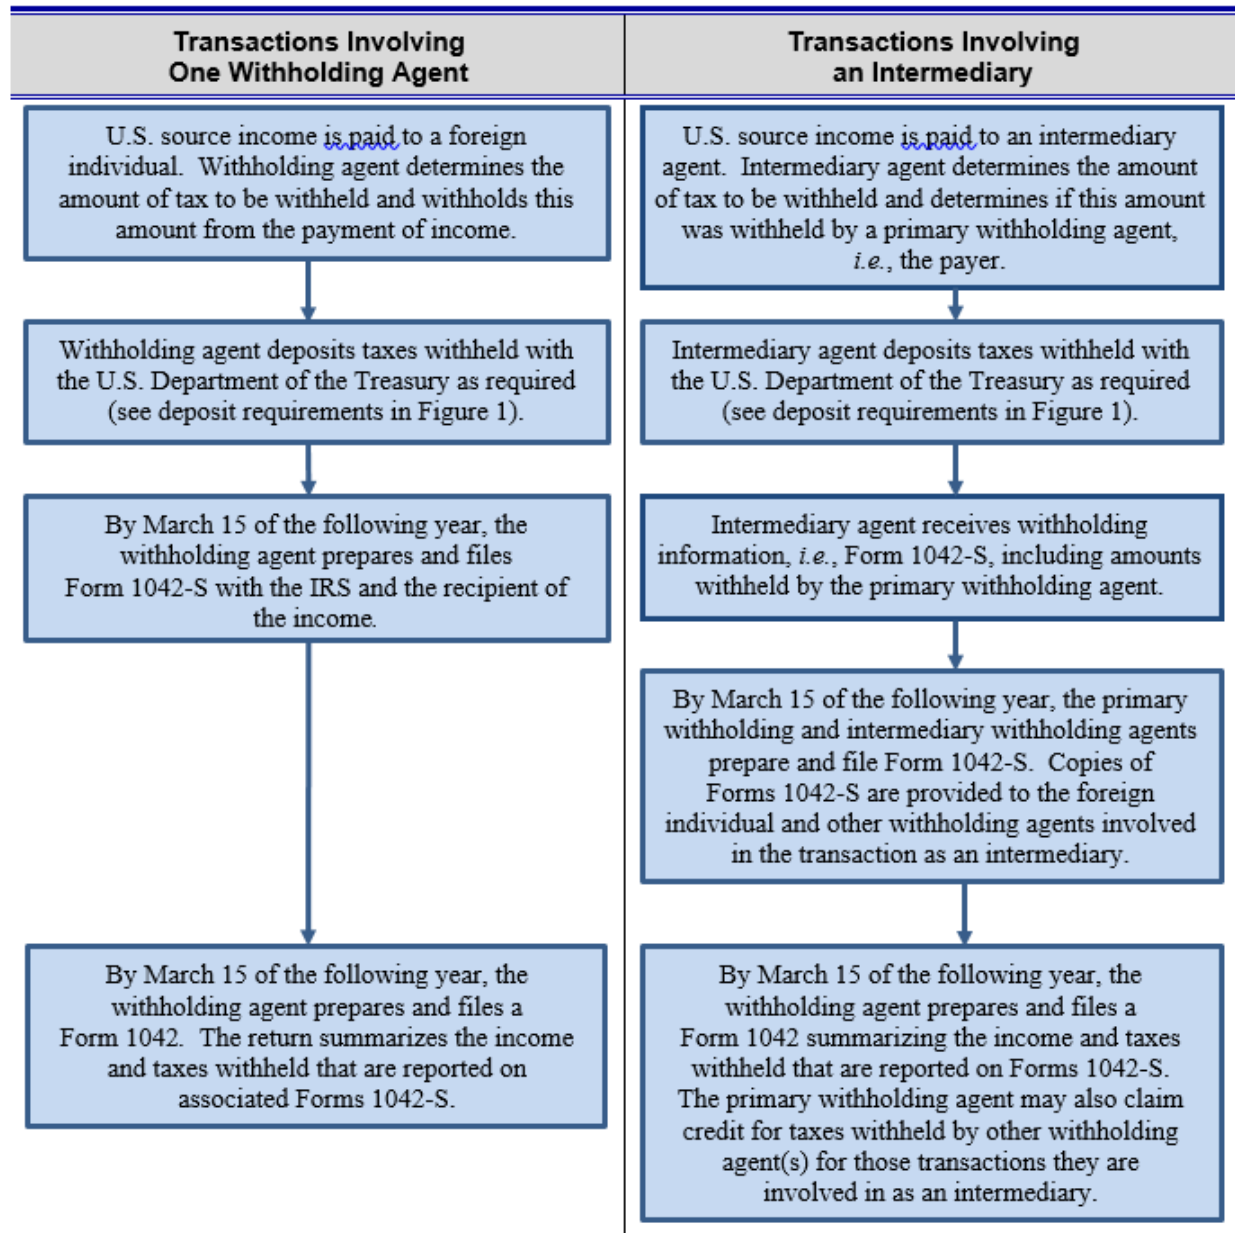 Transactions Involving
One Withholding Agent
U.S. source income is paid to a foreign
individual.  Withholding agent determines the
amount of tax to be withheld and withholds this
amount from the payment of income.
Withholding agent deposits taxes withheld with
the U.S. Department of the Treasury as required
(see deposit requirements in Figure 1).
By March 15 of the following year, the
withholding agent prepares and files
Form 1042-S with the IRS and the recipient of
the income.
By March 15 of the following year, the
withholding agent prepares and files a
Form 1042.  The return summarizes the income
and taxes withheld that are reported on
associated Forms 1042-S.
Transactions Involving
an Intermediary
U.S. source income is paid to an intermediary
agent.  Intermediary agent determines the amount
of tax to be withheld and determines if this amount
was withheld by a primary withholding agent,
i.e., the payer.
Intermediary agent deposits taxes withheld with
the U.S. Department of the Treasury as required
(see deposit requirements in Figure 1).
Intermediary agent receives withholding
information, i.e., Form 1042-S, including amounts
withheld by the primary withholding agent.
By March 15 of the following year, the primary
withholding and intermediary withholding agents
prepare and file Form 1042-S.  Copies of
Forms 1042-S are provided to the foreign
individual and other withholding agents involved
in the transaction as an intermediary.
By March 15 of the following year, the
withholding agent prepares and files a
Form 1042 summarizing the income and taxes
withheld that are reported on Forms 1042-S.
The primary withholding agent may also claim
credit for taxes withheld by other withholding
agent(s) for those transactions they are
involved in as an intermediary.